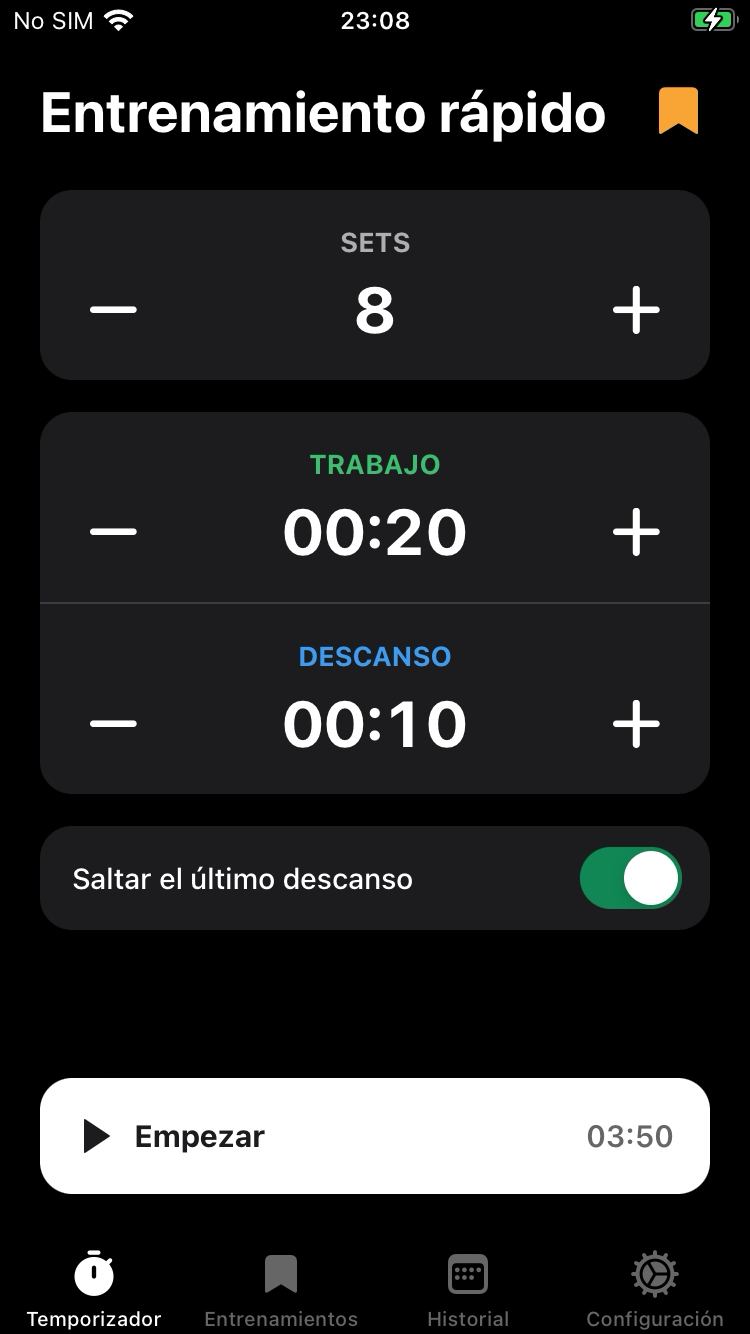 No SIM 23:08
Entrenamiento rápido
SETS
8
TRABAJO
00:20
DESCANSO
00:10
Saltar el último descanso
Empezar 03:50
Temporizador Entrenamientos Historial Configuración